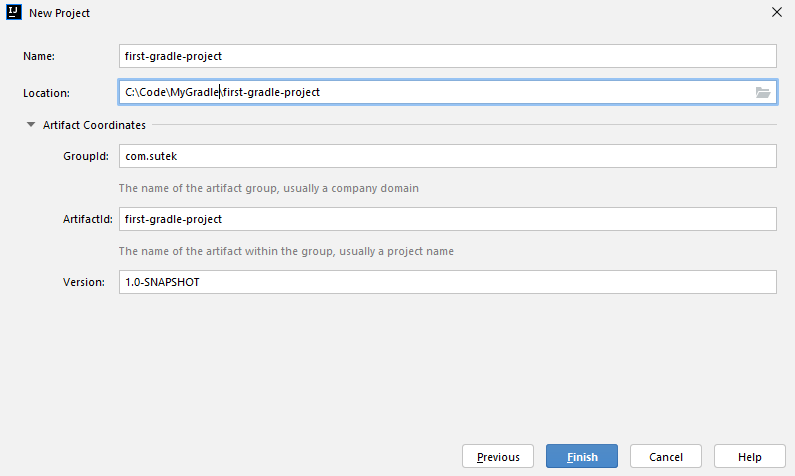 IJ New Project
Name: first-gradle-project
Location: C:\Code\MyGradle\first-gradle-project
Artifact Coordinates
GroupId: com.sutek
The name of the artifact group, usually a company domain
ArtifactId: first-gradle-project
The name of the artifact within the group, usually a project name
Version: 1.0-SNAPSHOT
Previous Finish Cancel Help